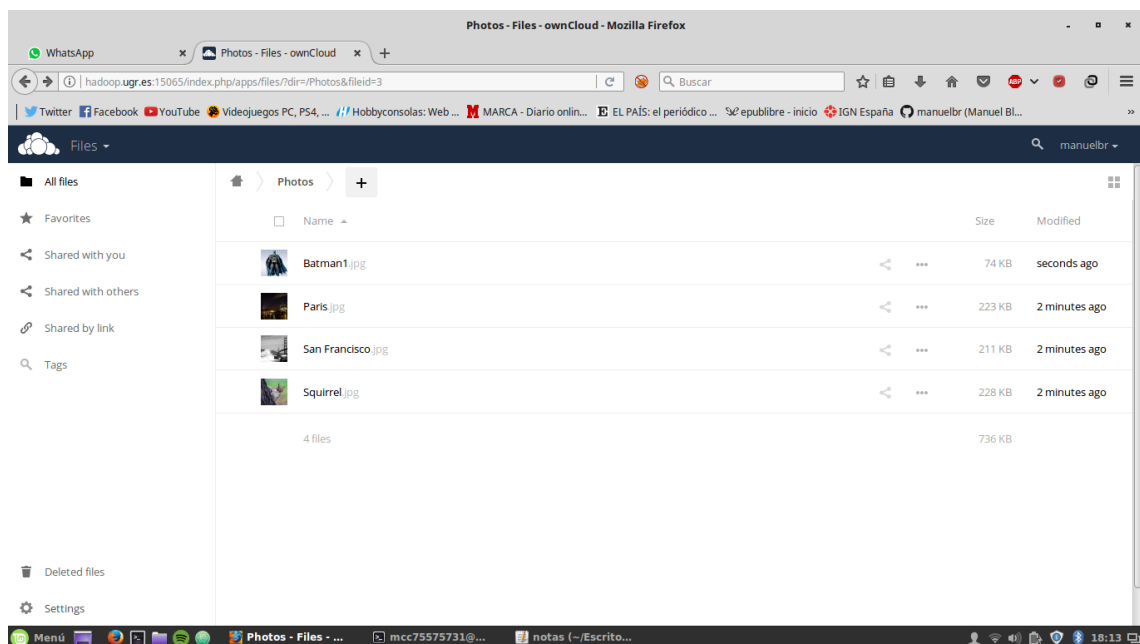 Photos - Files - ownCloud - Mozilla Firefox
WhatsApp Photos - Files - ownCloud
hadoop.ugr.es:15065/index.php/apps/files/?dir=/Photos&fileid=3 Buscar
Twitter Facebook YouTube Videojuegos PC, PS4, ... Hobbyconsolas: Web ... MARCA - Diario onlin... EL PAÍS: el periódico ... epublibre - inicio IGN España manuelbr (Manuel Bl... »
Files manuelbr
All files Photos +
Favorites Name Size Modified
Shared with you Batman1.jpg 74 KB seconds ago
Shared with others Paris.jpg 223 KB 2 minutes ago
Shared by link San Francisco.jpg 211 KB 2 minutes ago
Tags Squirrel.jpg 228 KB 2 minutes ago
4 files 736 KB
Deleted files
Settings
Menú Photos - Files - ... mcc75575731@... notas (~/Escrito... 18:13